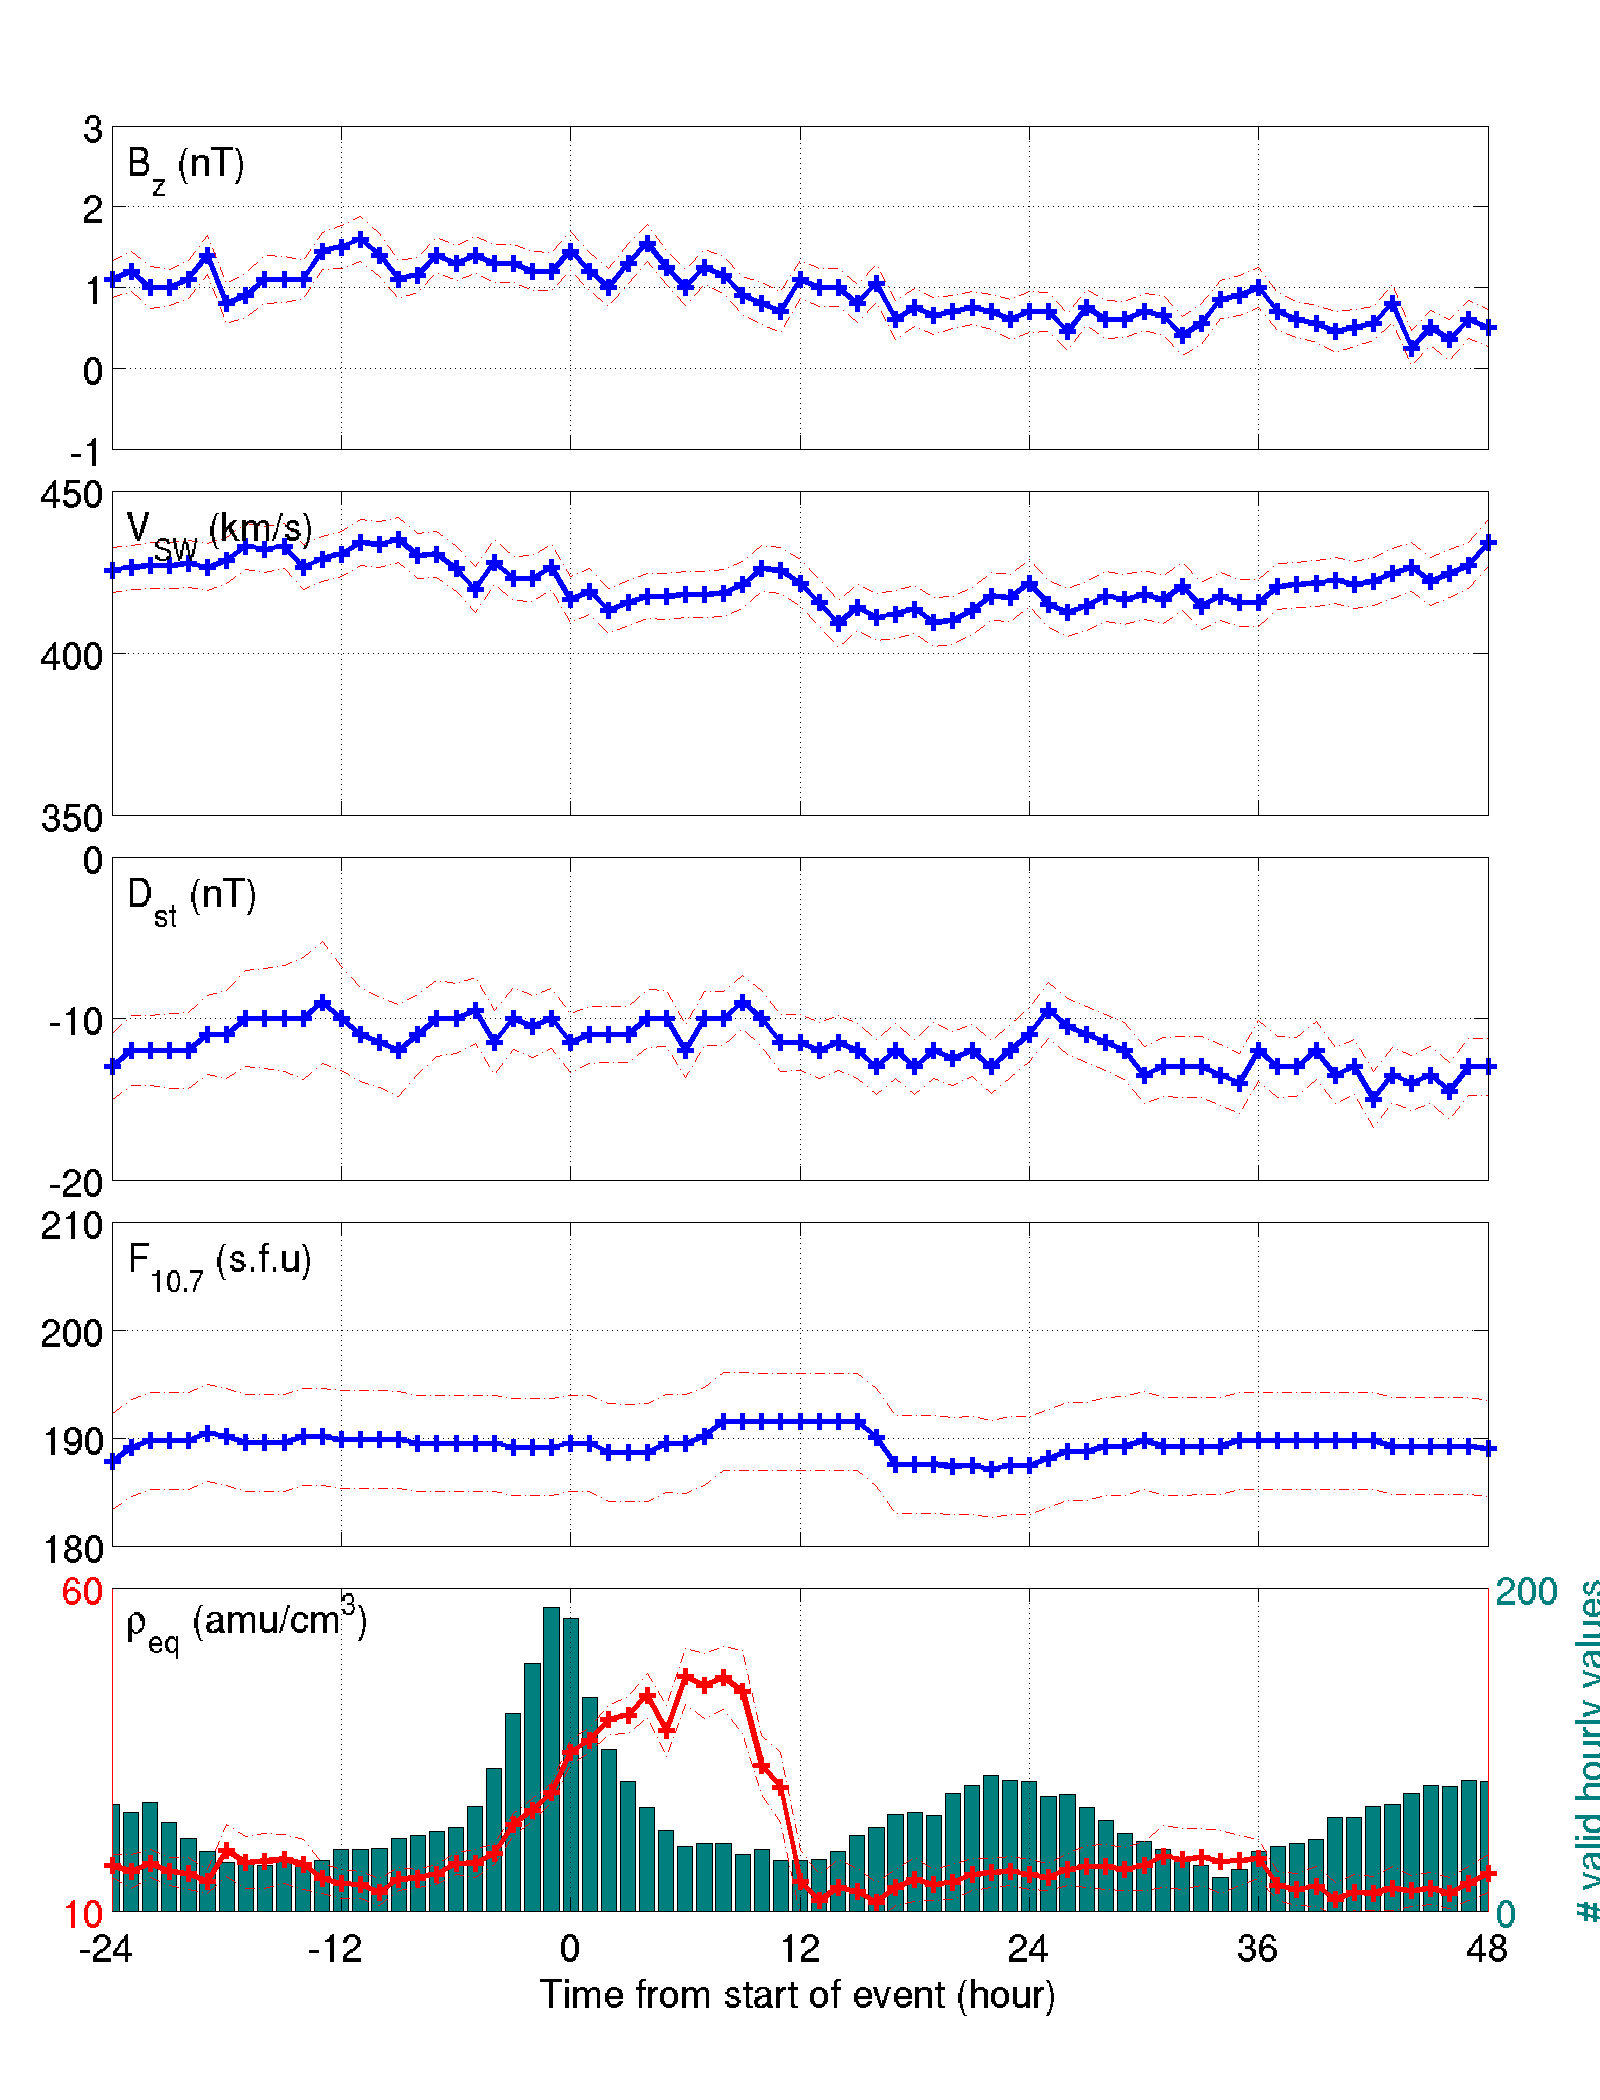 3
B_z (nT)
2
1
0
-1
450
V_SW (km/s)
400
350
0
D_st (nT)
-10
-20
210
F_10.7 (s.f.u)
200
190
180
60
ρ_eq (amu/cm^3)
200
# valid hourly values
10
0
-24 -12 0 12 24 36 48
Time from start of event (hour)